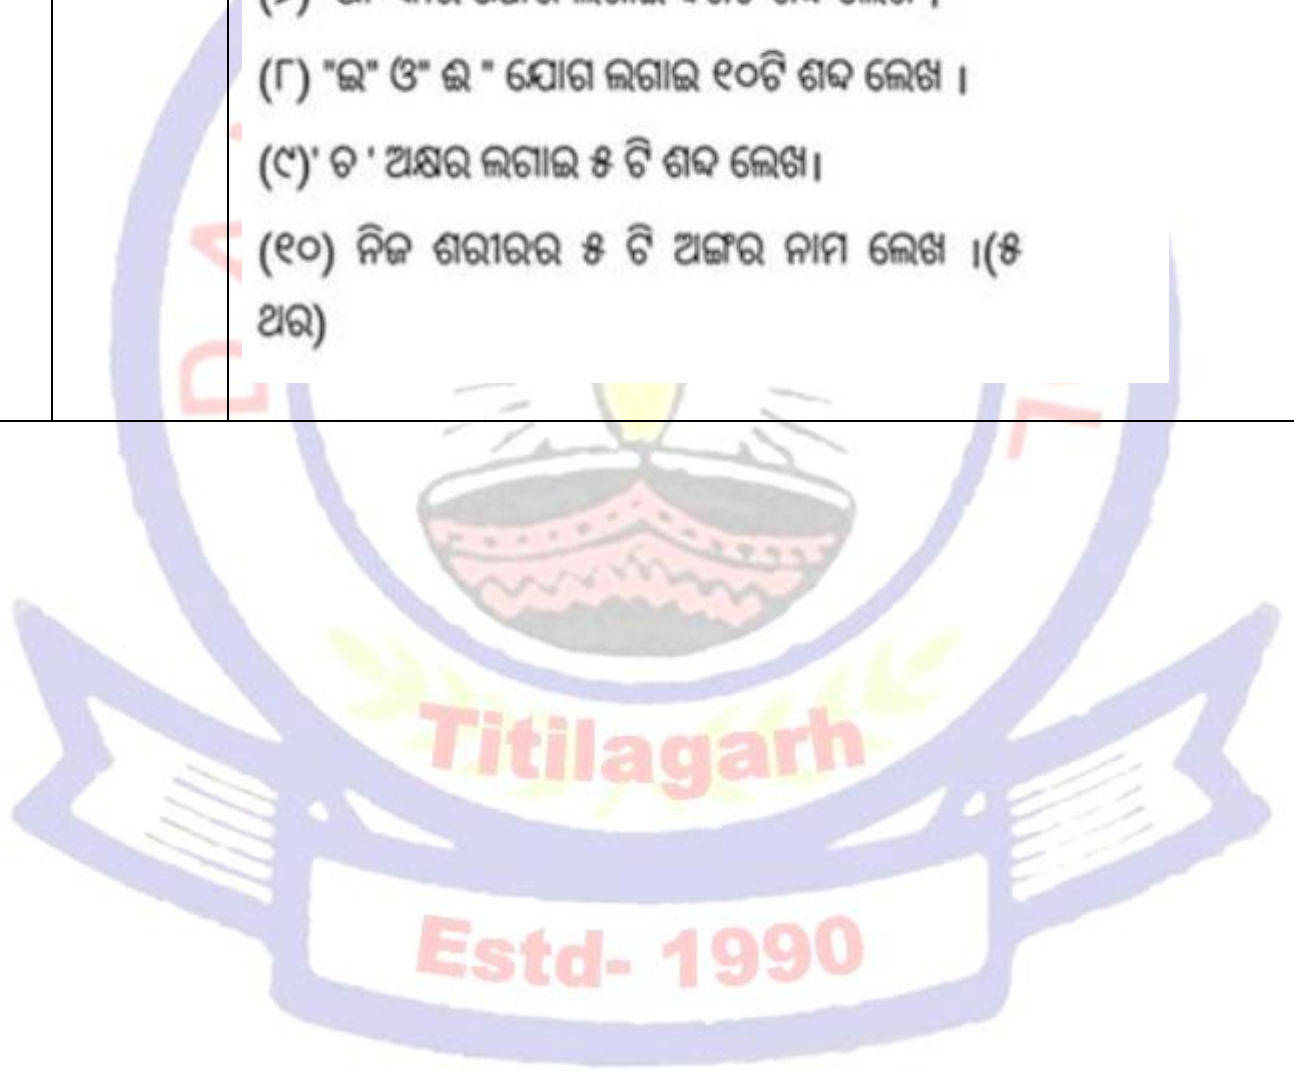 (୮) "ଇ" ଓ" ଈ " ଯୋଗ ଲଗାଇ ୧୦ଟି ଶବ୍ଦ ଲେଖ ।
(୯)' ଚ ' ଅକ୍ଷର ଲଗାଇ ୫ ଟି ଶବ୍ଦ ଲେଖ।
(୧୦) ନିଜ ଶରୀରର ୫ ଟି ଅଙ୍ଗର ନାମ ଲେଖ ।(୫
ଥର)
Titilagarh
Estd- 1990